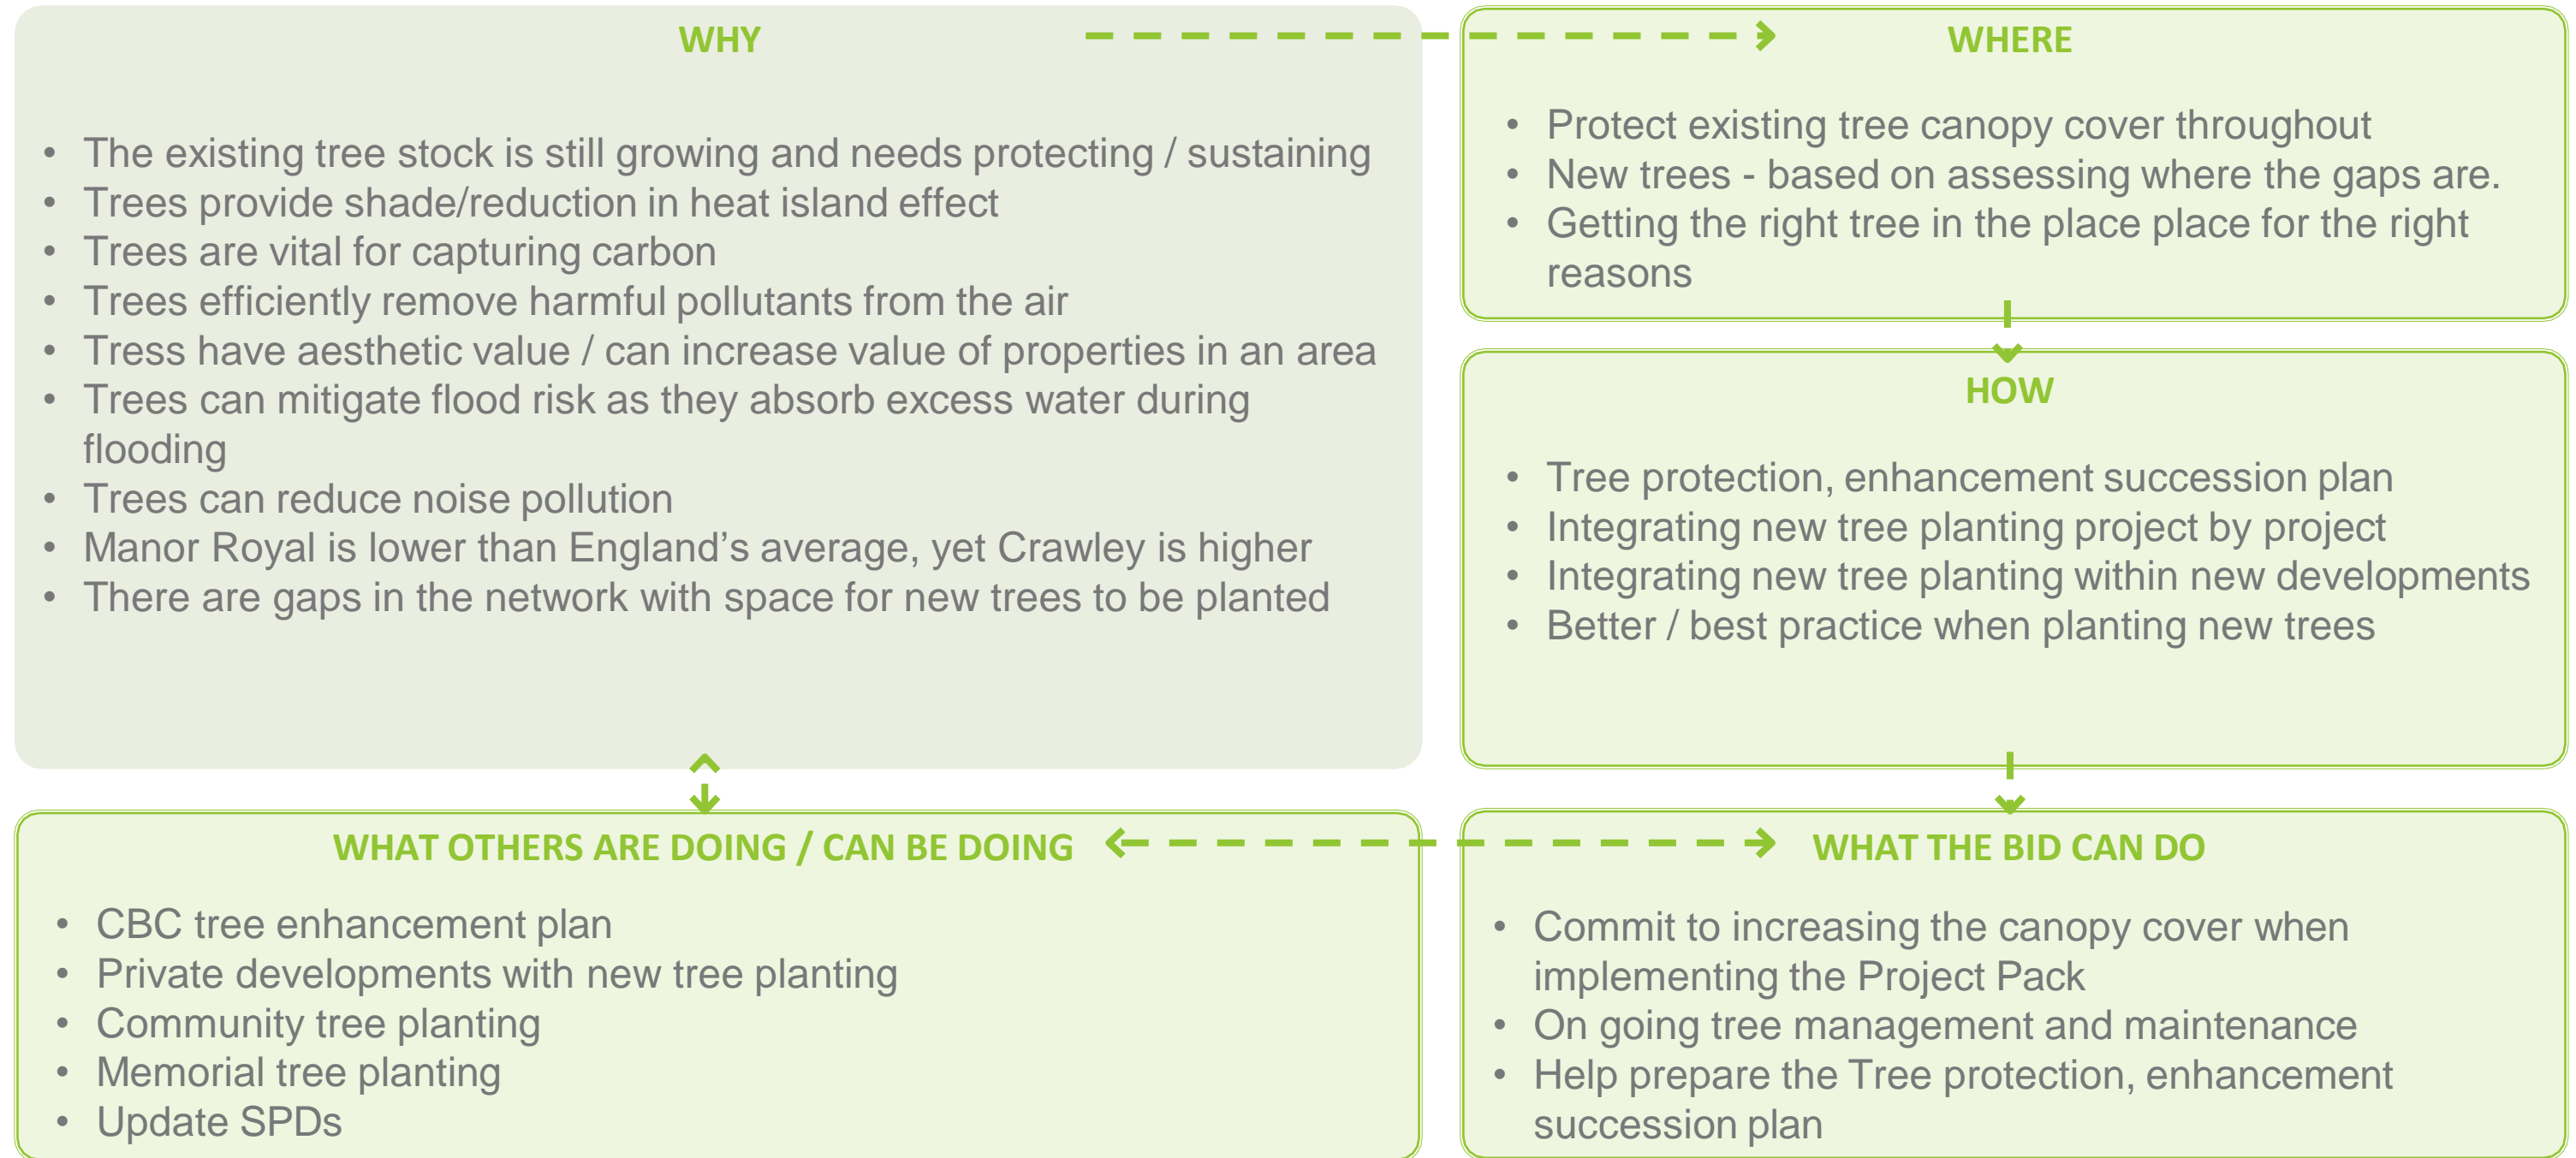 WHY
• The existing tree stock is still growing and needs protecting / sustaining
• Trees provide shade/reduction in heat island effect
• Trees are vital for capturing carbon
• Trees efficiently remove harmful pollutants from the air
• Tress have aesthetic value / can increase value of properties in an area
• Trees can mitigate flood risk as they absorb excess water during
flooding
• Trees can reduce noise pollution
• Manor Royal is lower than England’s average, yet Crawley is higher
• There are gaps in the network with space for new trees to be planted
WHERE
• Protect existing tree canopy cover throughout
• New trees - based on assessing where the gaps are.
• Getting the right tree in the place place for the right
reasons
HOW
• Tree protection, enhancement succession plan
• Integrating new tree planting project by project
• Integrating new tree planting within new developments
• Better / best practice when planting new trees
WHAT OTHERS ARE DOING / CAN BE DOING
• CBC tree enhancement plan
• Private developments with new tree planting
• Community tree planting
• Memorial tree planting
• Update SPDs
WHAT THE BID CAN DO
• Commit to increasing the canopy cover when
implementing the Project Pack
• On going tree management and maintenance
• Help prepare the Tree protection, enhancement
succession plan